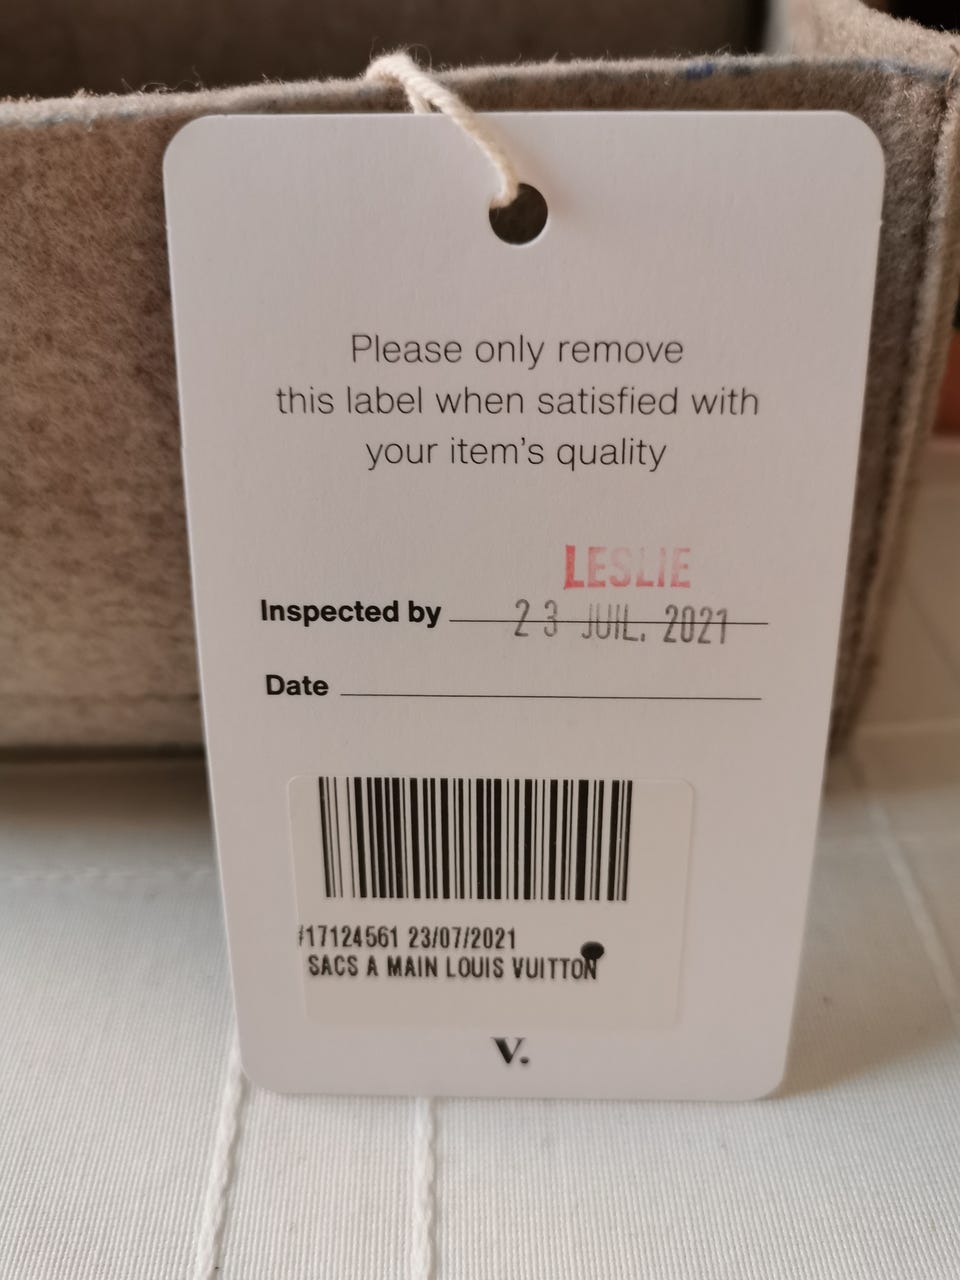 Please only remove
this label when satisfied with
your item's quality
LESLIE
Inspected by 23 JUIL. 2021
Date
#17124561 23/07/2021
SACS A MAIN LOUIS VUITTON
V.